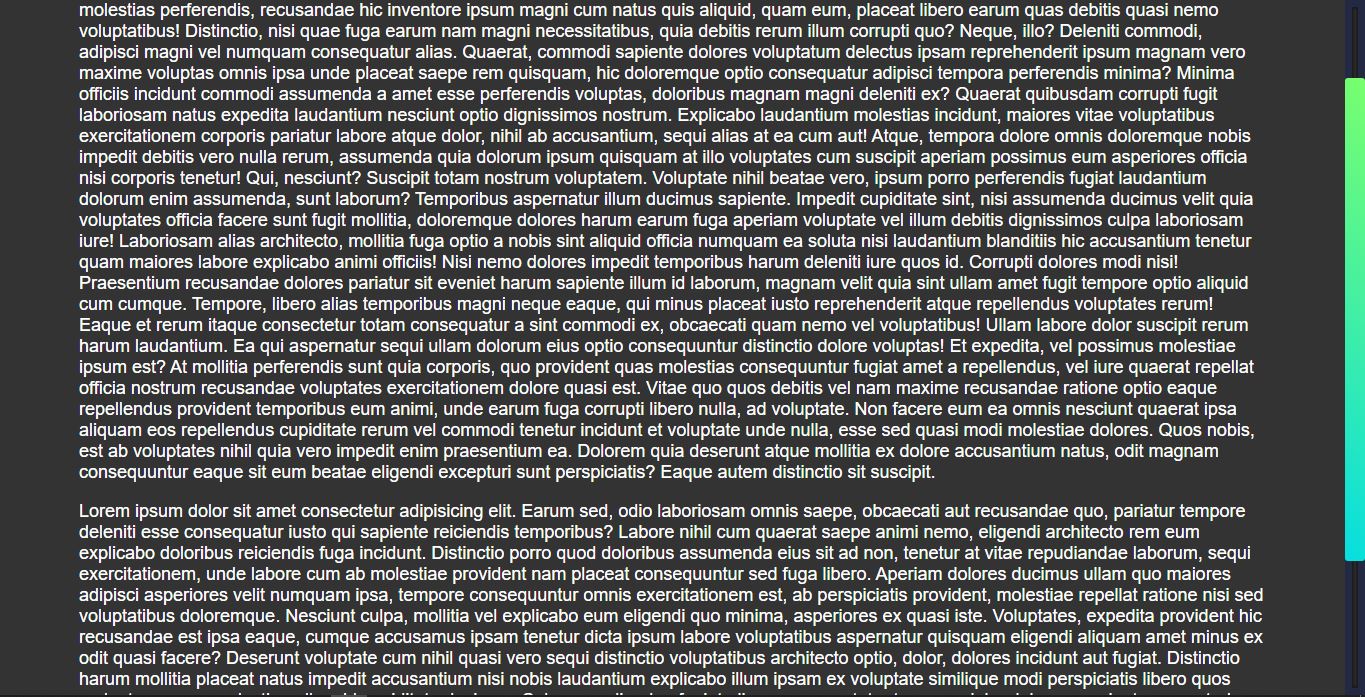 molestias perferendis, recusandae hic inventore ipsum magni cum natus quis aliquid, quam eum, placeat libero earum quas debitis quasi nemo
voluptatibus! Distinctio, nisi quae fuga earum nam magni necessitatibus, quia debitis rerum illum corrupti quo? Neque, illo? Deleniti commodi,
adipisci magni vel numquam consequatur alias. Quaerat, commodi sapiente dolores voluptatum delectus ipsam reprehenderit ipsum magnam vero
maxime voluptas omnis ipsa unde placeat saepe rem quisquam, hic doloremque optio consequatur adipisci tempora perferendis minima? Minima
officiis incidunt commodi assumenda a amet esse perferendis voluptas, doloribus magnam magni deleniti ex? Quaerat quibusdam corrupti fugit
laboriosam natus expedita laudantium nesciunt optio dignissimos nostrum. Explicabo laudantium molestias incidunt, maiores vitae voluptatibus
exercitationem corporis pariatur labore atque dolor, nihil ab accusantium, sequi alias at ea cum aut! Atque, tempora dolore omnis doloremque nobis
impedit debitis vero nulla rerum, assumenda quia dolorum ipsum quisquam at illo voluptates cum suscipit aperiam possimus eum asperiores officia
nisi corporis tenetur! Qui, nesciunt? Suscipit totam nostrum voluptatem. Voluptate nihil beatae vero, ipsum porro perferendis fugiat laudantium
dolorum enim assumenda, sunt laborum? Temporibus aspernatur illum ducimus sapiente. Impedit cupiditate sint, nisi assumenda ducimus velit quia
voluptates officia facere sunt fugit mollitia, doloremque dolores harum earum fuga aperiam voluptate vel illum debitis dignissimos culpa laboriosam
iure! Laboriosam alias architecto, mollitia fuga optio a nobis sint aliquid officia numquam ea soluta nisi laudantium blanditiis hic accusantium tenetur
quam maiores labore explicabo animi officiis! Nisi nemo dolores impedit temporibus harum deleniti iure quos id. Corrupti dolores modi nisi!
Praesentium recusandae dolores pariatur sit eveniet harum sapiente illum id laborum, magnam velit quia sint ullam amet fugit tempore optio aliquid
cum cumque. Tempore, libero alias temporibus magni neque eaque, qui minus placeat iusto reprehenderit atque repellendus voluptates rerum!
Eaque et rerum itaque consectetur totam consequatur a sint commodi ex, obcaecati quam nemo vel voluptatibus! Ullam labore dolor suscipit rerum
harum laudantium. Ea qui aspernatur sequi ullam dolorum eius optio consequuntur distinctio dolore voluptas! Et expedita, vel possimus molestiae
ipsum est? At mollitia perferendis sunt quia corporis, quo provident quas molestias consequuntur fugiat amet a repellendus, vel iure quaerat repellat
officia nostrum recusandae voluptates exercitationem dolore quasi est. Vitae quo quos debitis vel nam maxime recusandae ratione optio eaque
repellendus provident temporibus eum animi, unde earum fuga corrupti libero nulla, ad voluptate. Non facere eum ea omnis nesciunt quaerat ipsa
aliquam eos repellendus cupiditate rerum vel commodi tenetur incidunt et voluptate unde nulla, esse sed quasi modi molestiae dolores. Quos nobis,
est ab voluptates nihil quia vero impedit enim praesentium ea. Dolorem quia deserunt atque mollitia ex dolore accusantium natus, odit magnam
consequuntur eaque sit eum beatae eligendi excepturi sunt perspiciatis? Eaque autem distinctio sit suscipit.
Lorem ipsum dolor sit amet consectetur adipisicing elit. Earum sed, odio laboriosam omnis saepe, obcaecati aut recusandae quo, pariatur tempore
deleniti esse consequatur iusto qui sapiente reiciendis temporibus? Labore nihil cum quaerat saepe animi nemo, eligendi architecto rem eum
explicabo doloribus reiciendis fuga incidunt. Distinctio porro quod doloribus assumenda eius sit ad non, tenetur at vitae repudiandae laborum, sequi
exercitationem, unde labore cum ab molestiae provident nam placeat consequuntur sed fuga libero. Aperiam dolores ducimus ullam quo maiores
adipisci asperiores velit numquam ipsa, tempore consequuntur omnis exercitationem est, ab perspiciatis provident, molestiae repellat ratione nisi sed
voluptatibus doloremque. Nesciunt culpa, mollitia vel explicabo eum eligendi quo minima, asperiores ex quasi iste. Voluptates, expedita provident hic
recusandae est ipsa eaque, cumque accusamus ipsam tenetur dicta ipsum labore voluptatibus aspernatur quisquam eligendi aliquam amet minus ex
odit quasi facere? Deserunt voluptate cum nihil quasi vero sequi distinctio voluptatibus architecto optio, dolor, dolores incidunt aut fugiat. Distinctio
harum mollitia placeat natus impedit accusantium nisi nobis laudantium explicabo illum ipsam ex voluptate similique modi perspiciatis libero quos